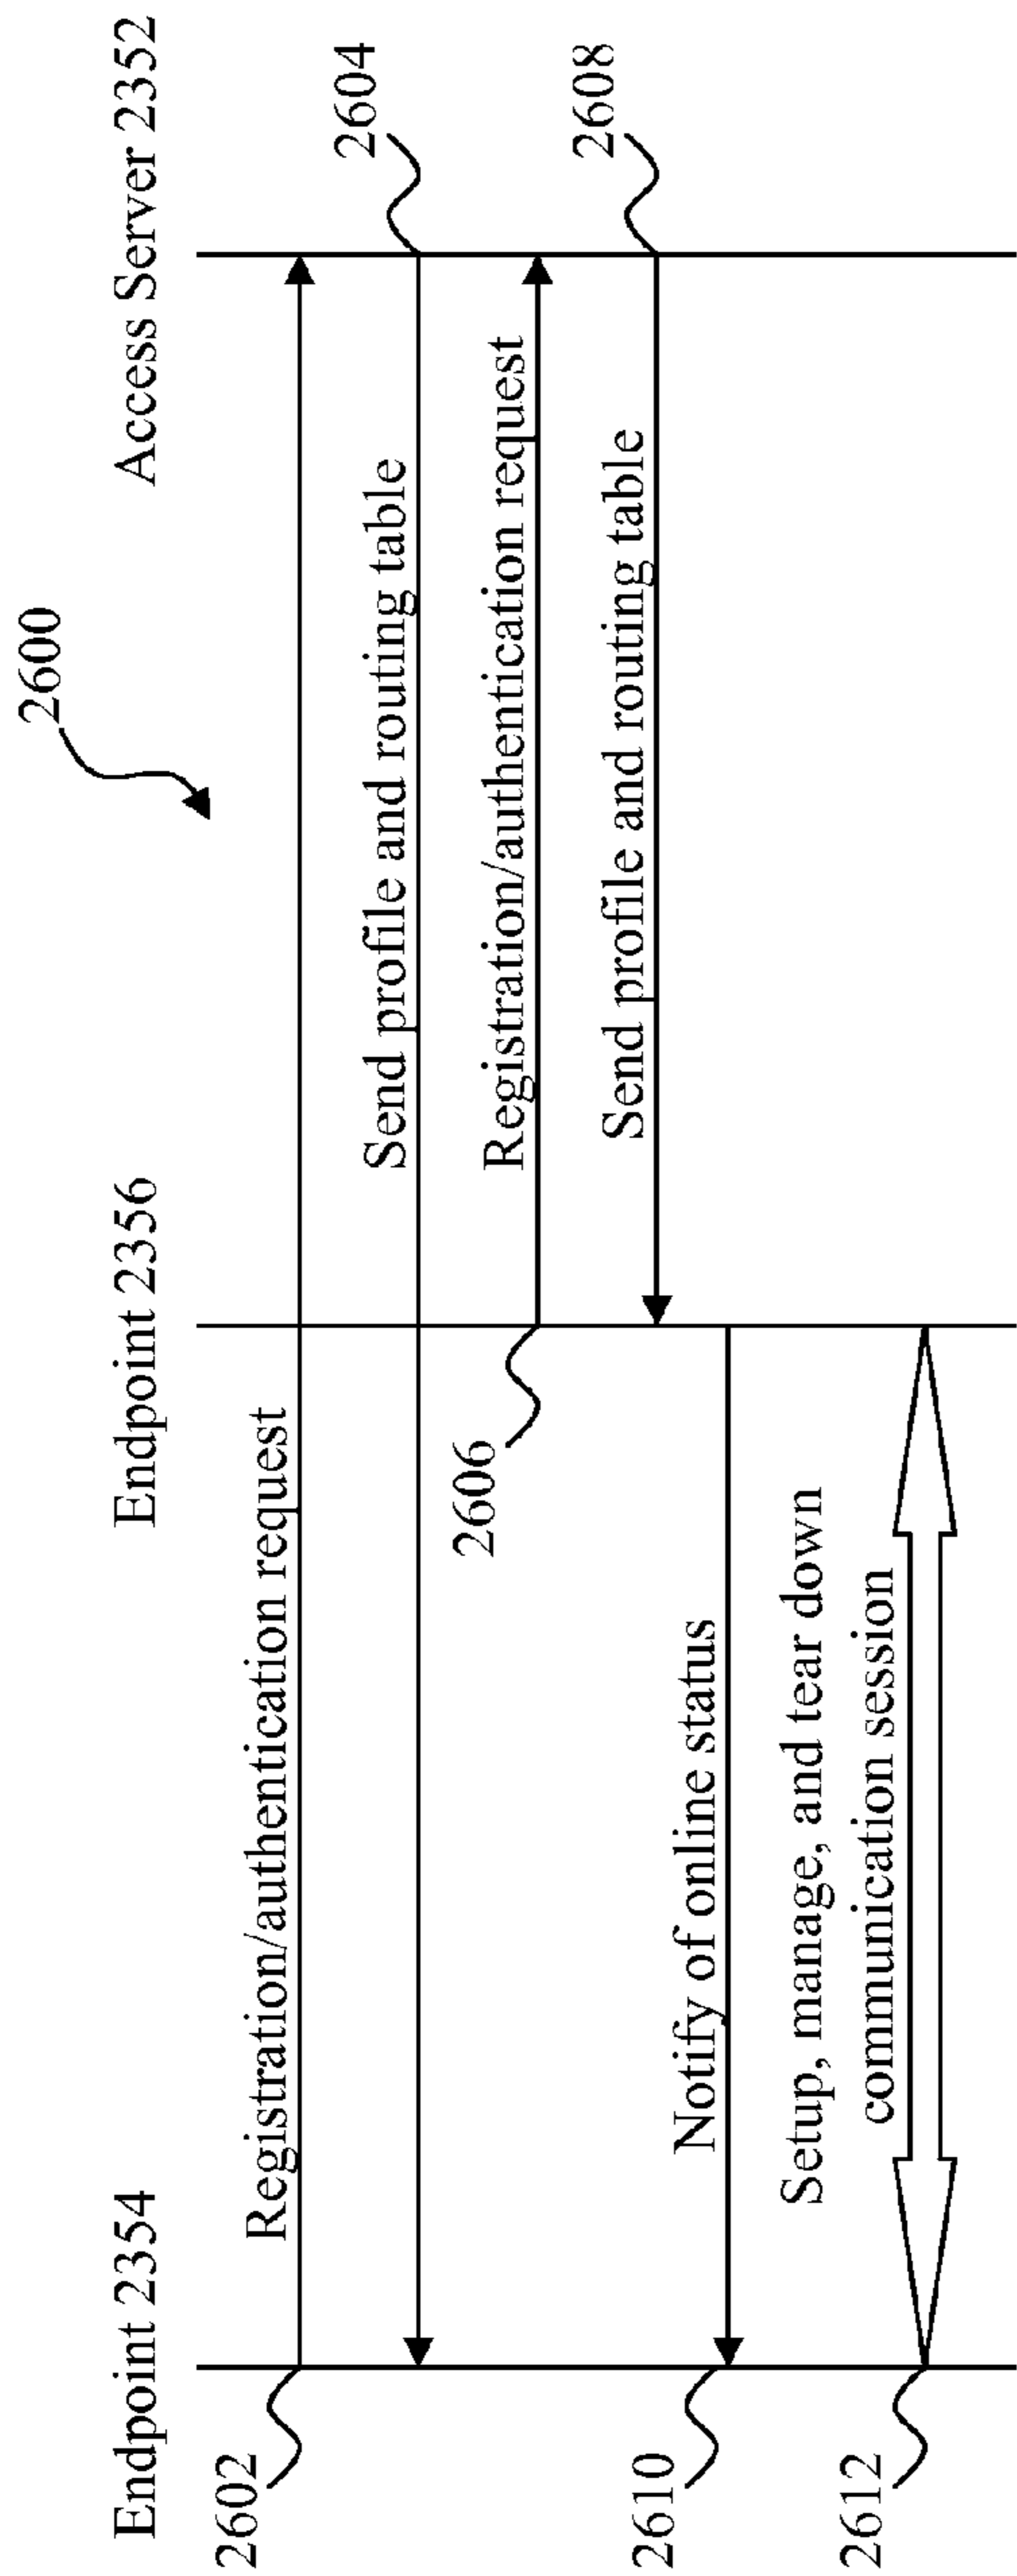 2600
Endpoint 2354
Endpoint 2356
Access Server 2352
2602
Registration/authentication request
2604
Send profile and routing table
2606
Registration/authentication request
2608
Send profile and routing table
2610
Notify of online status
Setup, manage, and tear down
communication session
2612